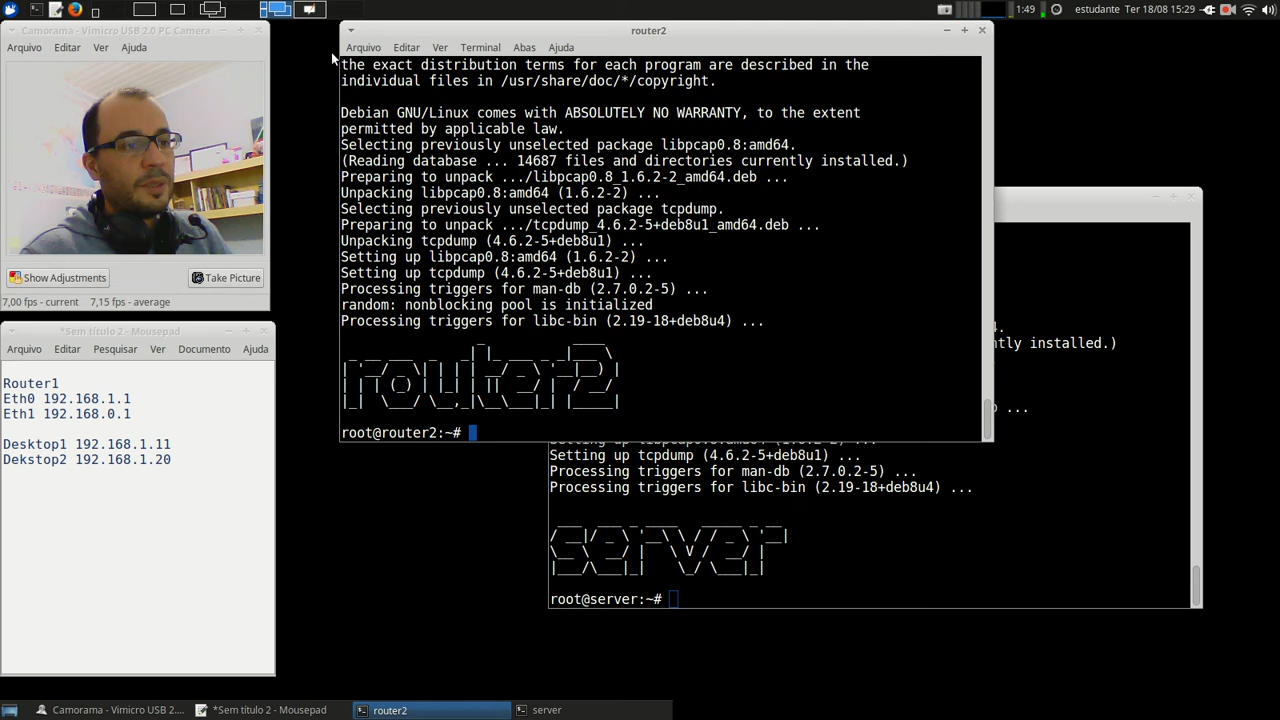 1:49 estudante Ter 18/08 15:29
Camorama - Vimicro USB 2.0 PC Camera
Arquivo Editar Ver Ajuda
Show Adjustments Take Picture
7,00 fps - current 7,15 fps - average
*Sem título 2 - Mousepad
Arquivo Editar Pesquisar Ver Documento Ajuda
Router1
Eth0 192.168.1.1
Eth1 192.168.0.1
Desktop1 192.168.1.11
Dekstop2 192.168.1.20
router2
Arquivo Editar Ver Terminal Abas Ajuda
the exact distribution terms for each program are described in the
individual files in /usr/share/doc/*/copyright.
Debian GNU/Linux comes with ABSOLUTELY NO WARRANTY, to the extent
permitted by applicable law.
Selecting previously unselected package libpcap0.8:amd64.
(Reading database ... 14687 files and directories currently installed.)
Preparing to unpack .../libpcap0.8_1.6.2-2_amd64.deb ...
Unpacking libpcap0.8:amd64 (1.6.2-2) ...
Selecting previously unselected package tcpdump.
Preparing to unpack .../tcpdump_4.6.2-5+deb8u1_amd64.deb ...
Unpacking tcpdump (4.6.2-5+deb8u1) ...
Setting up libpcap0.8:amd64 (1.6.2-2) ...
Setting up tcpdump (4.6.2-5+deb8u1) ...
Processing triggers for man-db (2.7.0.2-5) ...
random: nonblocking pool is initialized
Processing triggers for libc-bin (2.19-18+deb8u4) ...
router2
root@router2:~#
4.
ntly installed.)
o ...
Setting up tcpdump (4.6.2-5+deb8u1) ...
Processing triggers for man-db (2.7.0.2-5) ...
Processing triggers for libc-bin (2.19-18+deb8u4) ...
server
root@server:~#
Camorama - Vimicro USB 2.... *Sem título 2 - Mousepad router2 server